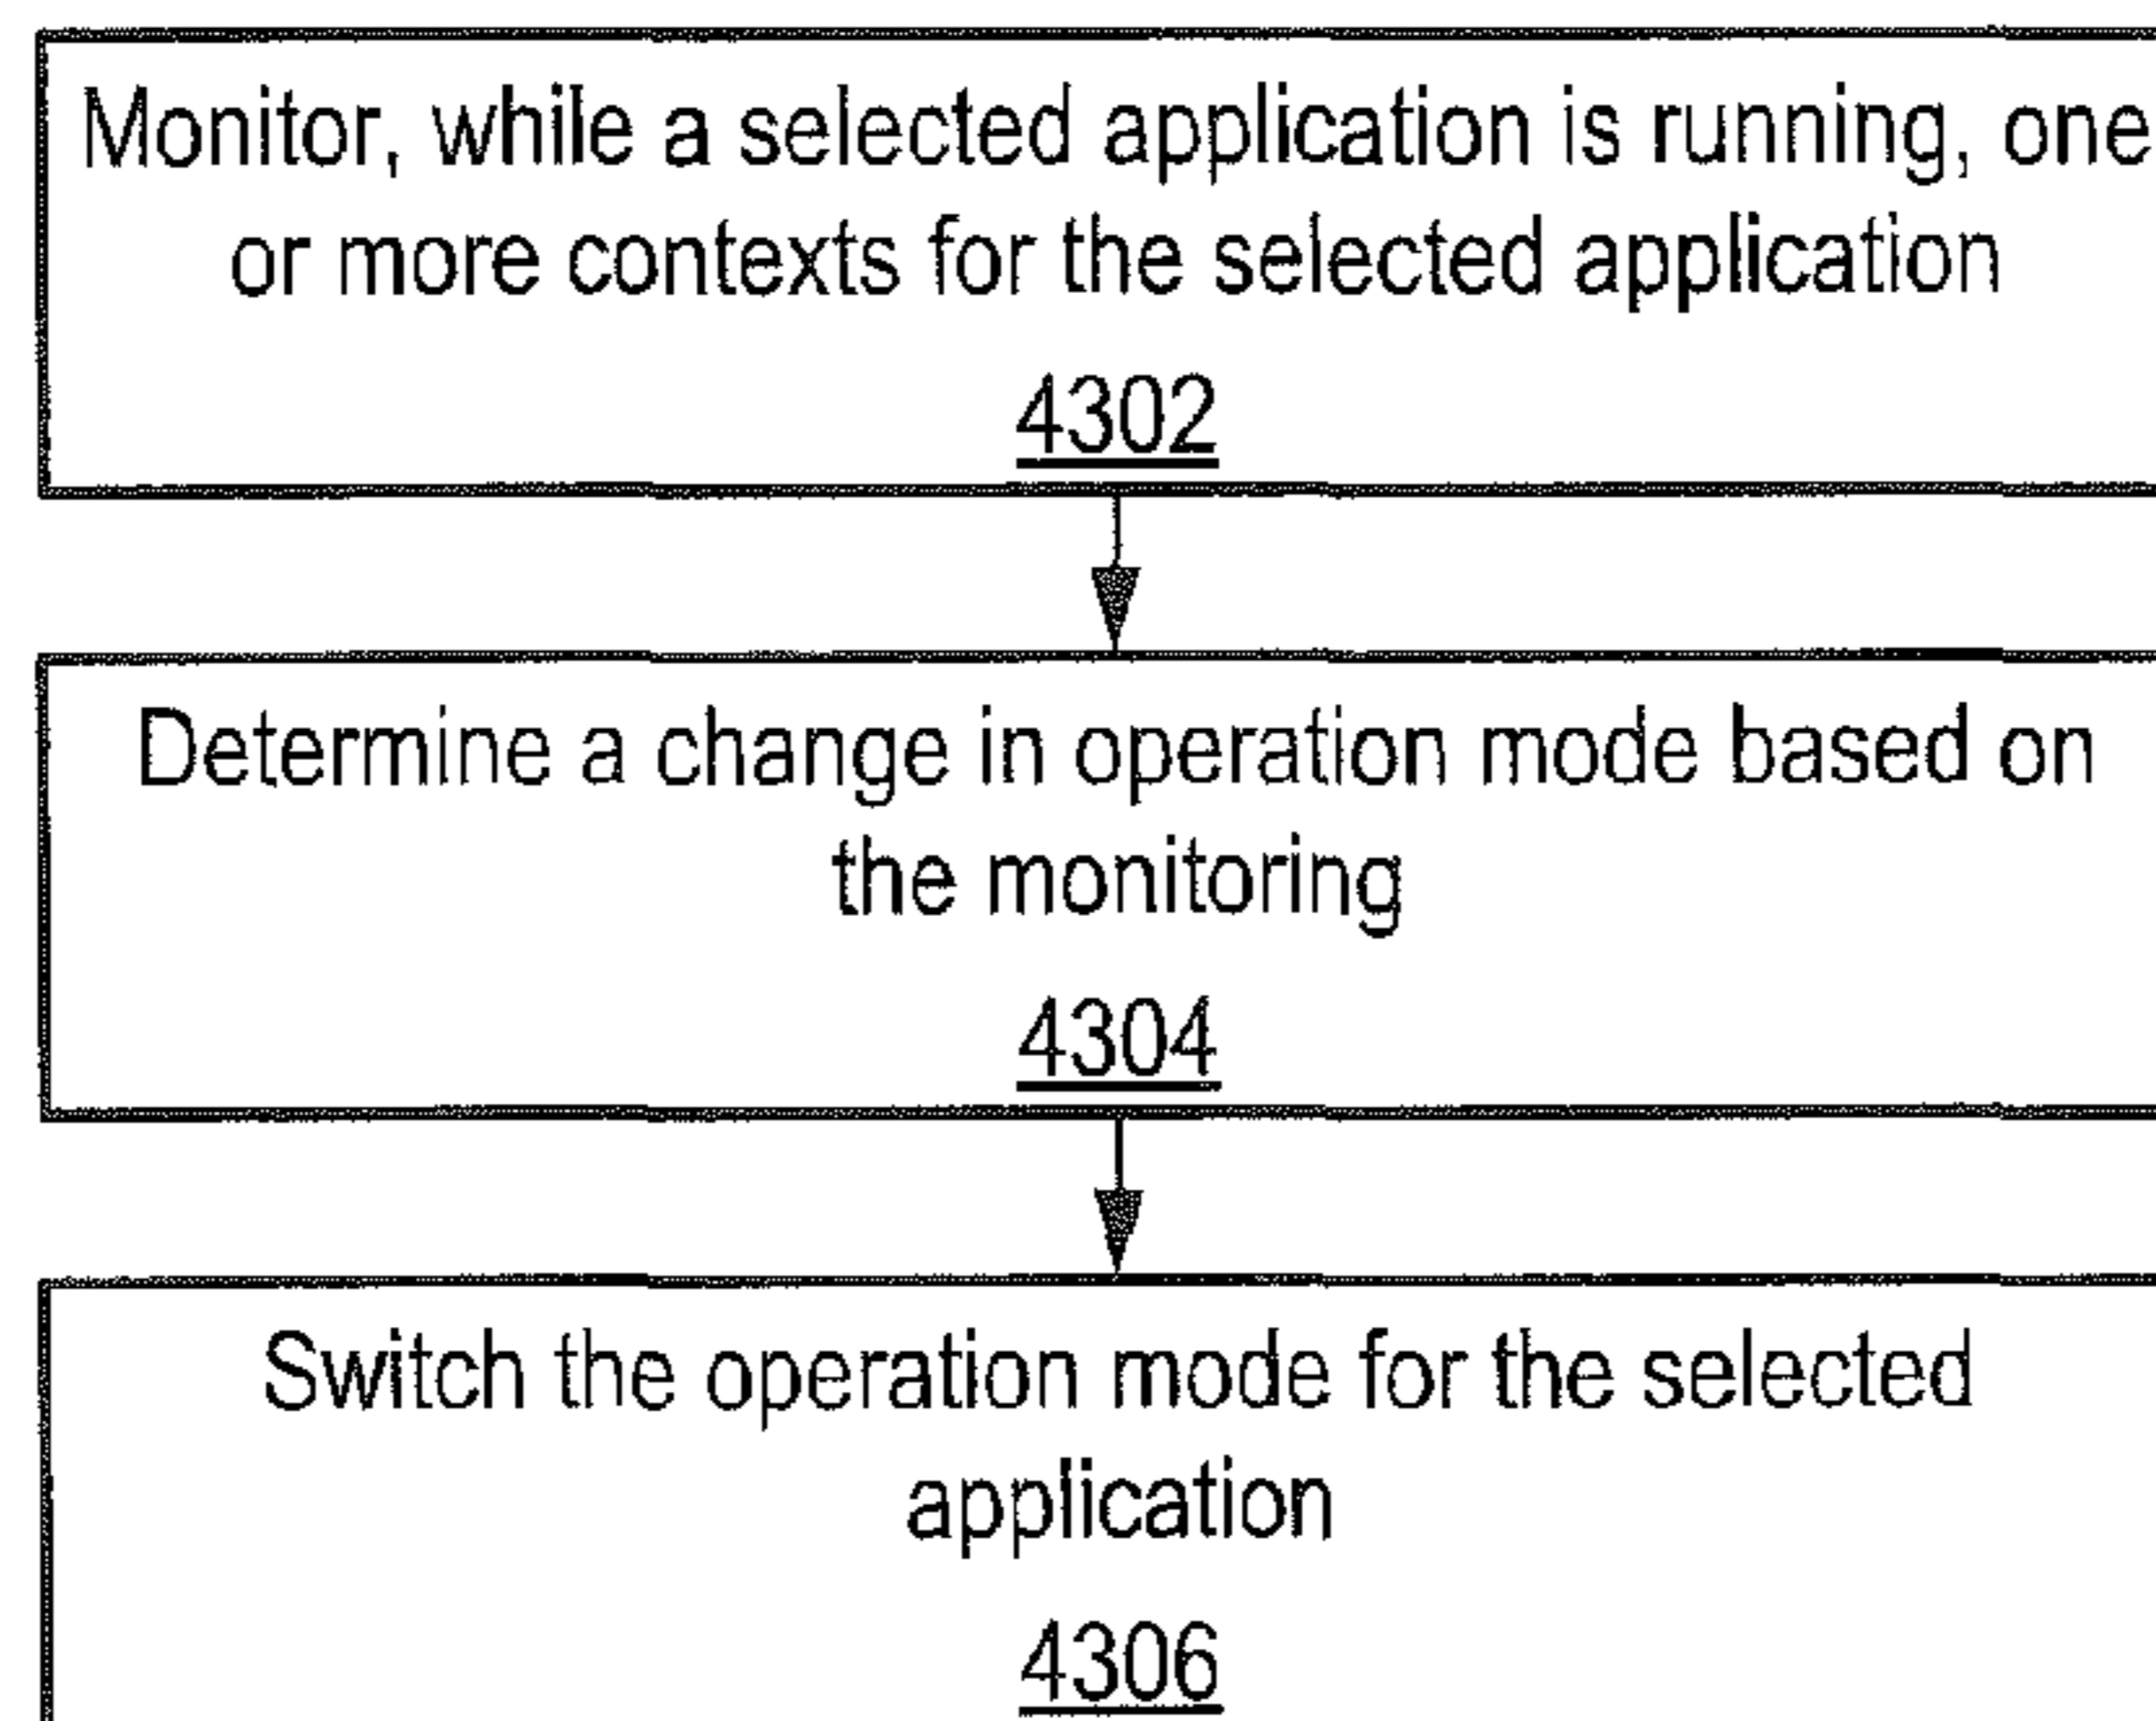 Monitor, while a selected application is running, one
or more contexts for the selected application
4302
Determine a change in operation mode based on
the monitoring
4304
Switch the operation mode for the selected
application
4306